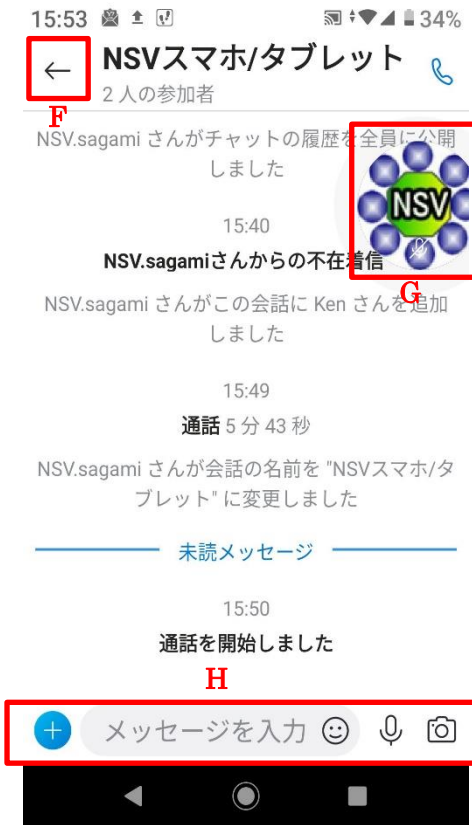 15:53 34%
NSVスマホ/タブレット
2 人の参加者
F
NSV.sagami さんがチャットの履歴を全員に公開
しました
NSV
15:40
NSV.sagamiさんからの不在着信
G
NSV.sagami さんがこの会話に Ken さんを追加
しました
15:49
通話 5 分 43 秒
NSV.sagami さんが会話の名前を "NSVスマホ/タ
ブレット" に変更しました
未読メッセージ
15:50
通話を開始しました
H
メッセージを入力